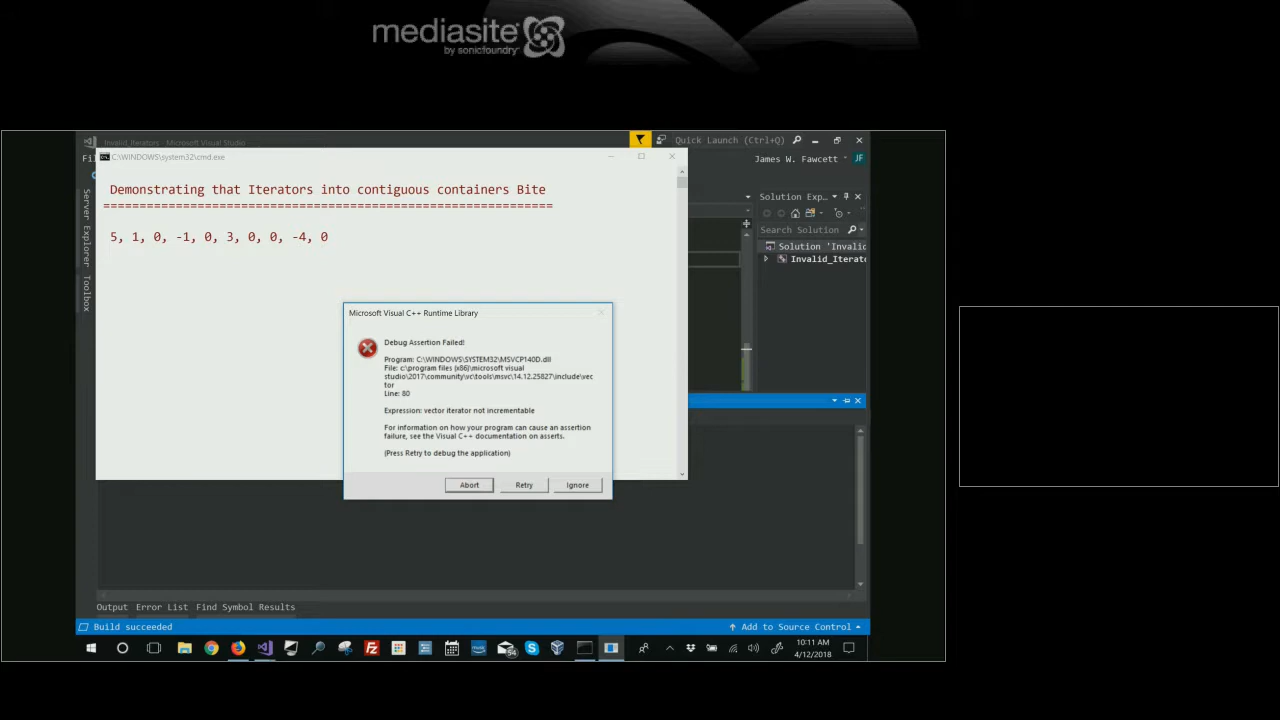 mediasite
by sonicfoundry
Invalid_Iterators - Microsoft Visual Studio
Quick Launch (Ctrl+Q)
Fi
C:\WINDOWS\system32\cmd.exe
James W. Fawcett
JF
Demonstrating that Iterators into contiguous containers Bite
==============================================================
5, 1, 0, -1, 0, 3, 0, 0, -4, 0
Server Explorer
Toolbox
Solution Exp...
Search Solution
Solution 'Invalid
Invalid_Iterato
Microsoft Visual C++ Runtime Library
Debug Assertion Failed!
Program: C:\WINDOWS\SYSTEM32\MSVCP140D.dll
File: c:\program files (x86)\microsoft visual
studio\2017\community\vc\tools\msvc\14.12.25827\include\vec
tor
Line: 80
Expression: vector iterator not incrementable
For information on how your program can cause an assertion
failure, see the Visual C++ documentation on asserts.
(Press Retry to debug the application)
Abort Retry Ignore
Output Error List Find Symbol Results
Build succeeded
Add to Source Control
10:11 AM
4/12/2018